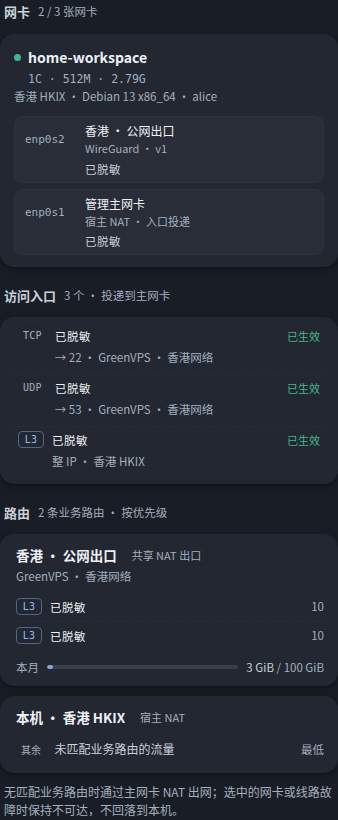 网卡 2 / 3 张网卡
home-workspace
1C · 512M · 2.79G
香港 HKIX · Debian 13 x86_64 · alice
enp0s2
香港 · 公网出口
WireGuard · v1
已脱敏
enp0s1
管理主网卡
宿主 NAT · 入口投递
已脱敏
访问入口 3 个 · 投递到主网卡
TCP 已脱敏 已生效
→ 22 · GreenVPS · 香港网络
UDP 已脱敏 已生效
→ 53 · GreenVPS · 香港网络
L3 已脱敏 已生效
整 IP · 香港 HKIX
路由 2 条业务路由 · 按优先级
香港 · 公网出口 共享 NAT 出口
GreenVPS · 香港网络
L3 已脱敏 10
L3 已脱敏 10
本月 3 GiB / 100 GiB
本机 · 香港 HKIX 宿主 NAT
其余 未匹配业务路由的流量 最低
无匹配业务路由时通过主网卡 NAT 出网；选中的网卡或线路故
障时保持不可达，不回落到本机。